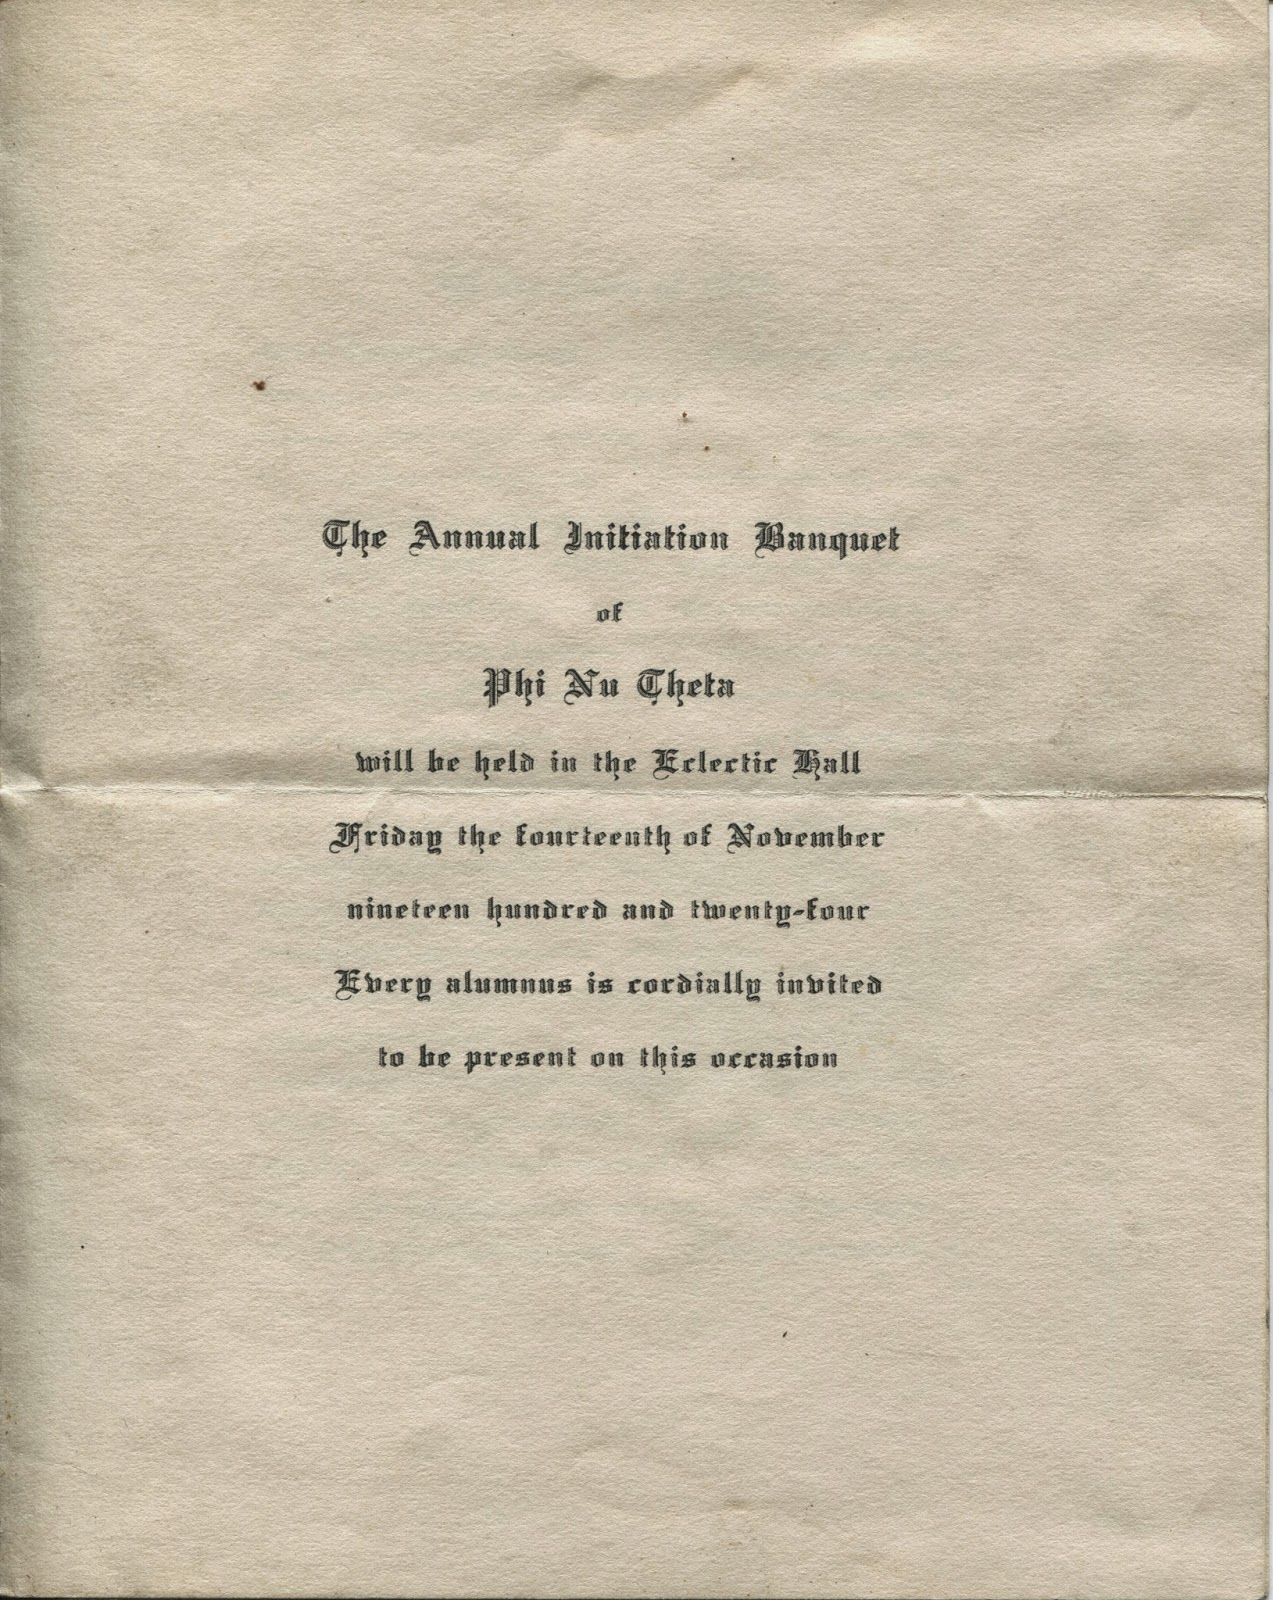 The Annual Initiation Banquet
of
Phi Nu Theta
will be held in the Eclectic Hall
Friday the fourteenth of November
nineteen hundred and twenty-four
Every alumnus is cordially invited
to be present on this occasion